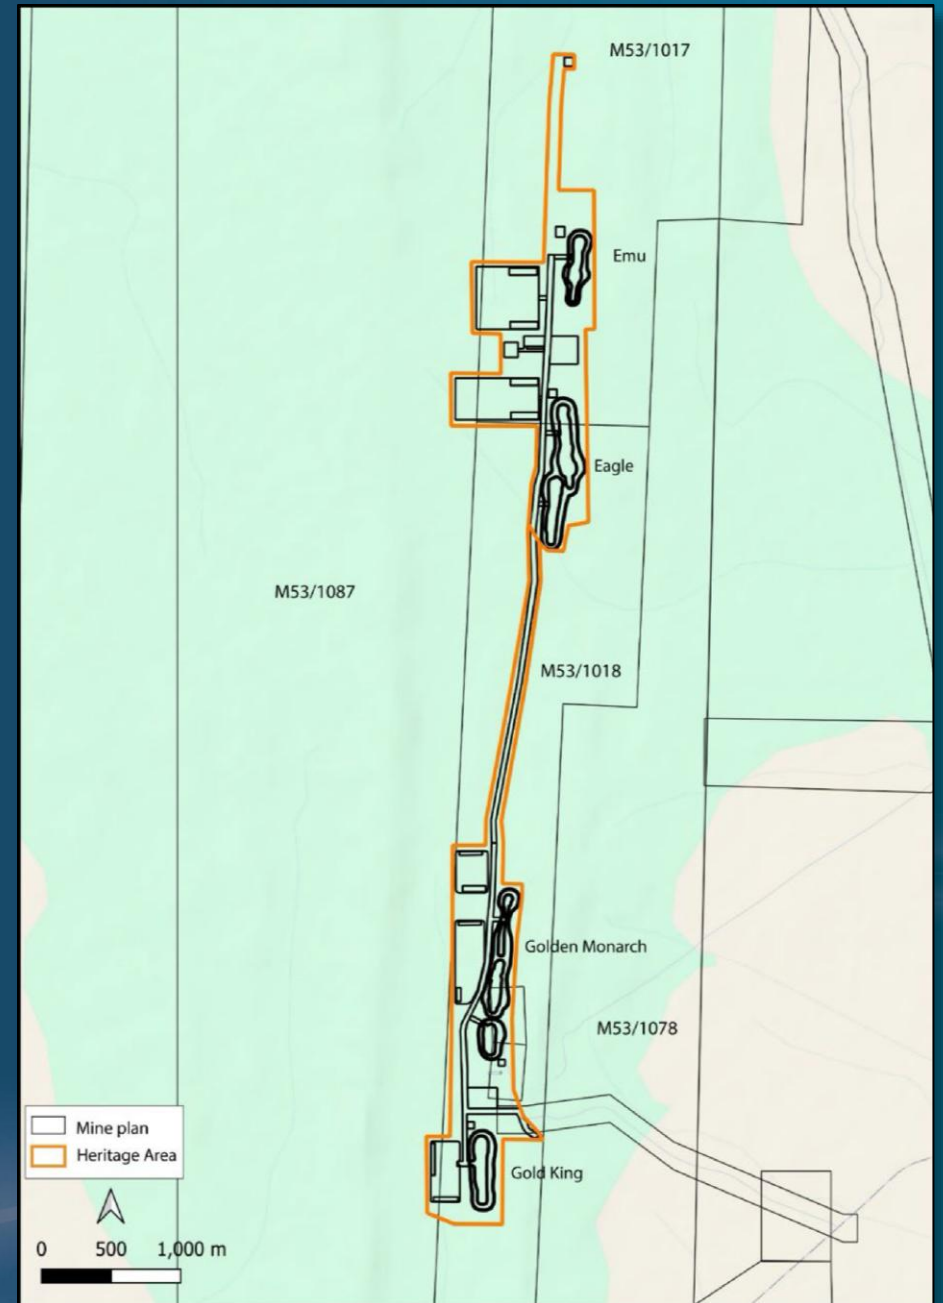 M53/1017
Emu
Eagle
M53/1087
M53/1018
Golden Monarch
M53/1078
Mine plan
Heritage Area
Gold King
0 500 1,000 m